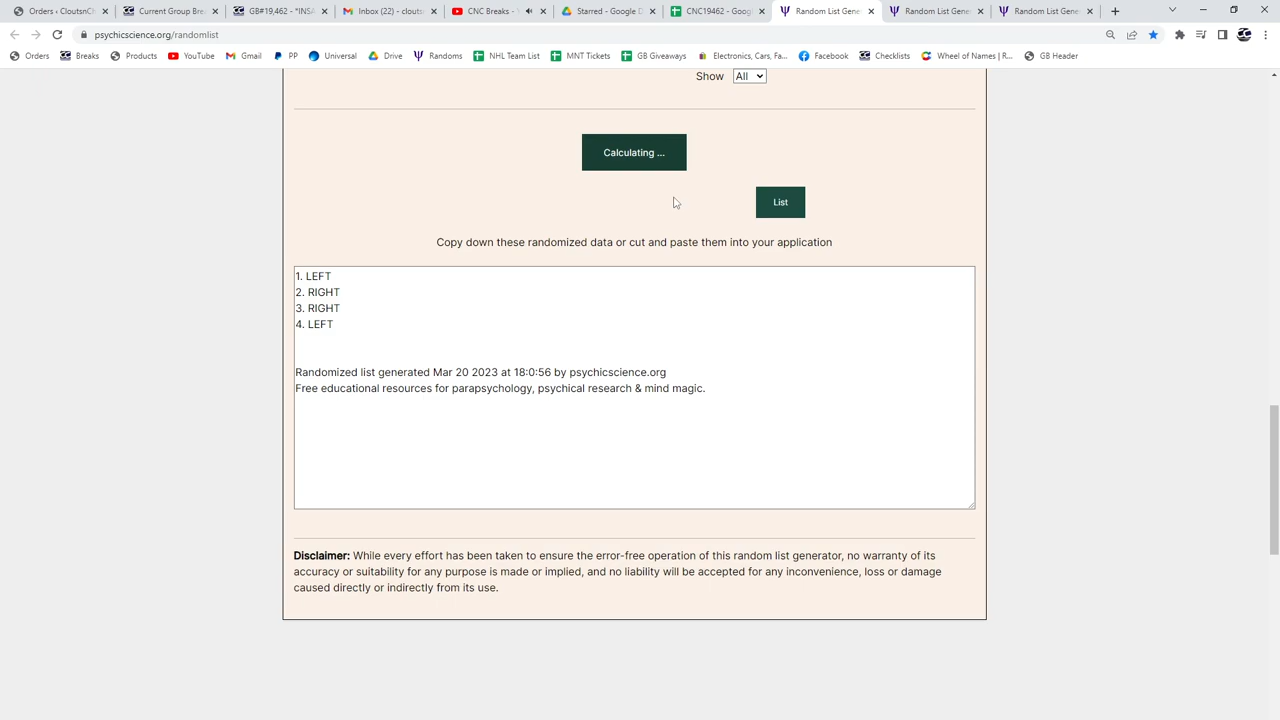 Orders ‹ CloutsnCh
Current Group Break
GB#19,462 - *INSA
Inbox (22) - clouts
CNC Breaks -
Starred - Google D
CNC19462 - Goog
Random List Gene
Random List Gene
Random List Gene
psychicscience.org/randomlist
Orders
Breaks
Products
YouTube
Gmail
PP
Universal
Drive
Randoms
NHL Team List
MNT Tickets
GB Giveaways
Electronics, Cars, Fa...
Facebook
Checklists
Wheel of Names | R...
GB Header
Show All
Calculating ...
List
Copy down these randomized data or cut and paste them into your application
1. LEFT
2. RIGHT
3. RIGHT
4. LEFT
Randomized list generated Mar 20 2023 at 18:0:56 by psychicscience.org
Free educational resources for parapsychology, psychical research & mind magic.
Disclaimer: While every effort has been taken to ensure the error-free operation of this random list generator, no warranty of its
accuracy or suitability for any purpose is made or implied, and no liability will be accepted for any inconvenience, loss or damage
caused directly or indirectly from its use.